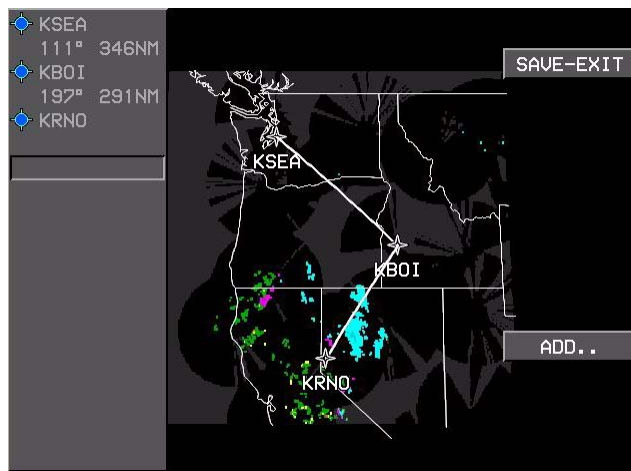 KSEA
111° 346NM
KBOI
197° 291NM
KRNO
SAVE-EXIT
KSEA
KBOI
ADD..
KRNO